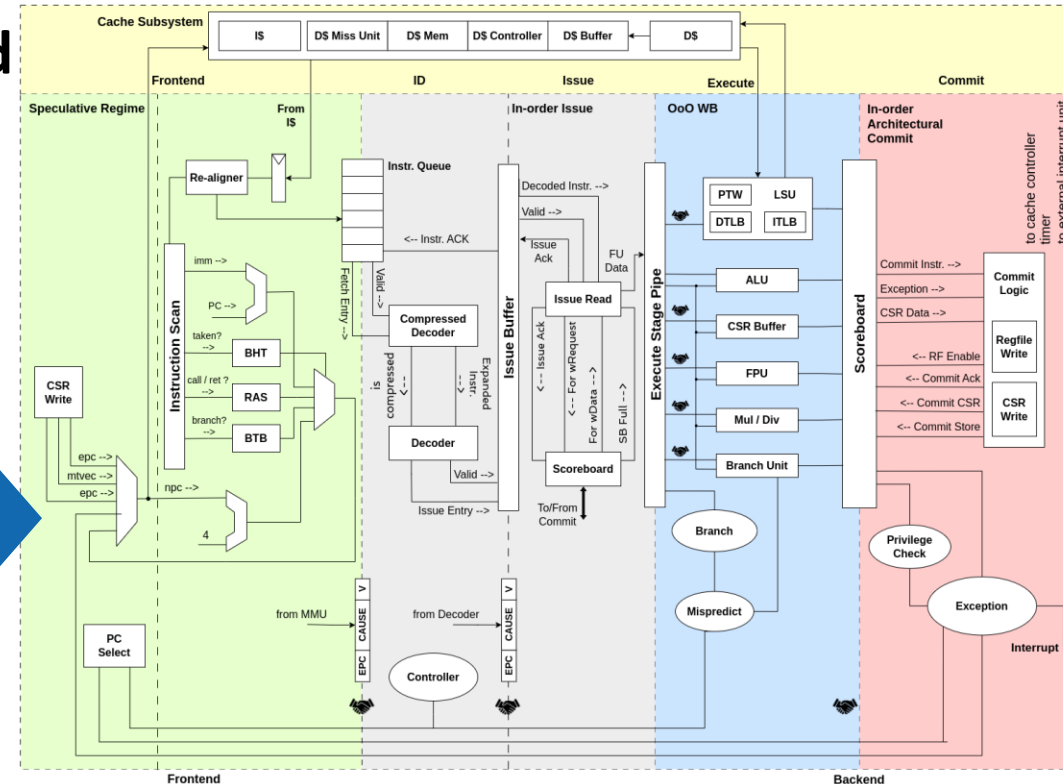 d
Cache Subsystem
I$
D$ Miss Unit
D$ Mem
D$ Controller
D$ Buffer
D$
Frontend
ID
Issue
Execute
Commit
Speculative Regime
From
I$
In-order Issue
OoO WB
In-order
Architectural
Commit
to cache controller
timer
to external interrupt unit
Re-aligner
Instr. Queue
Instruction Scan
imm -->
PC -->
taken?
-->
BHT
call / ret ?
-->
RAS
branch?
-->
BTB
CSR
Write
epc -->
mtvec -->
epc -->
npc -->
4
PC
Select
<-- Instr. ACK
Fetch Entry -->
Valid -->
Compressed
Decoder
is
compressed
<---
Expanded
Instr.
<---
Decoder
Valid -->
Issue Entry -->
from MMU
V
CAUSE
EPC
from Decoder
V
CAUSE
EPC
Controller
Issue Buffer
Decoded Instr. -->
Valid -->
Issue
Ack
FU
Data
Issue Read
<--- Issue Ack
<--- For wRequest
For wData --->
SB Full --->
Scoreboard
To/From
Commit
Execute Stage Pipe
PTW
LSU
DTLB
ITLB
ALU
CSR Buffer
FPU
Mul / Div
Branch Unit
Branch
Mispredict
Scoreboard
Commit Instr. -->
Exception -->
CSR Data -->
<-- RF Enable
<-- Commit Ack
<-- Commit CSR
<-- Commit Store
Commit
Logic
Regfile
Write
CSR
Write
Privilege
Check
Exception
Interrupt
Frontend
Backend